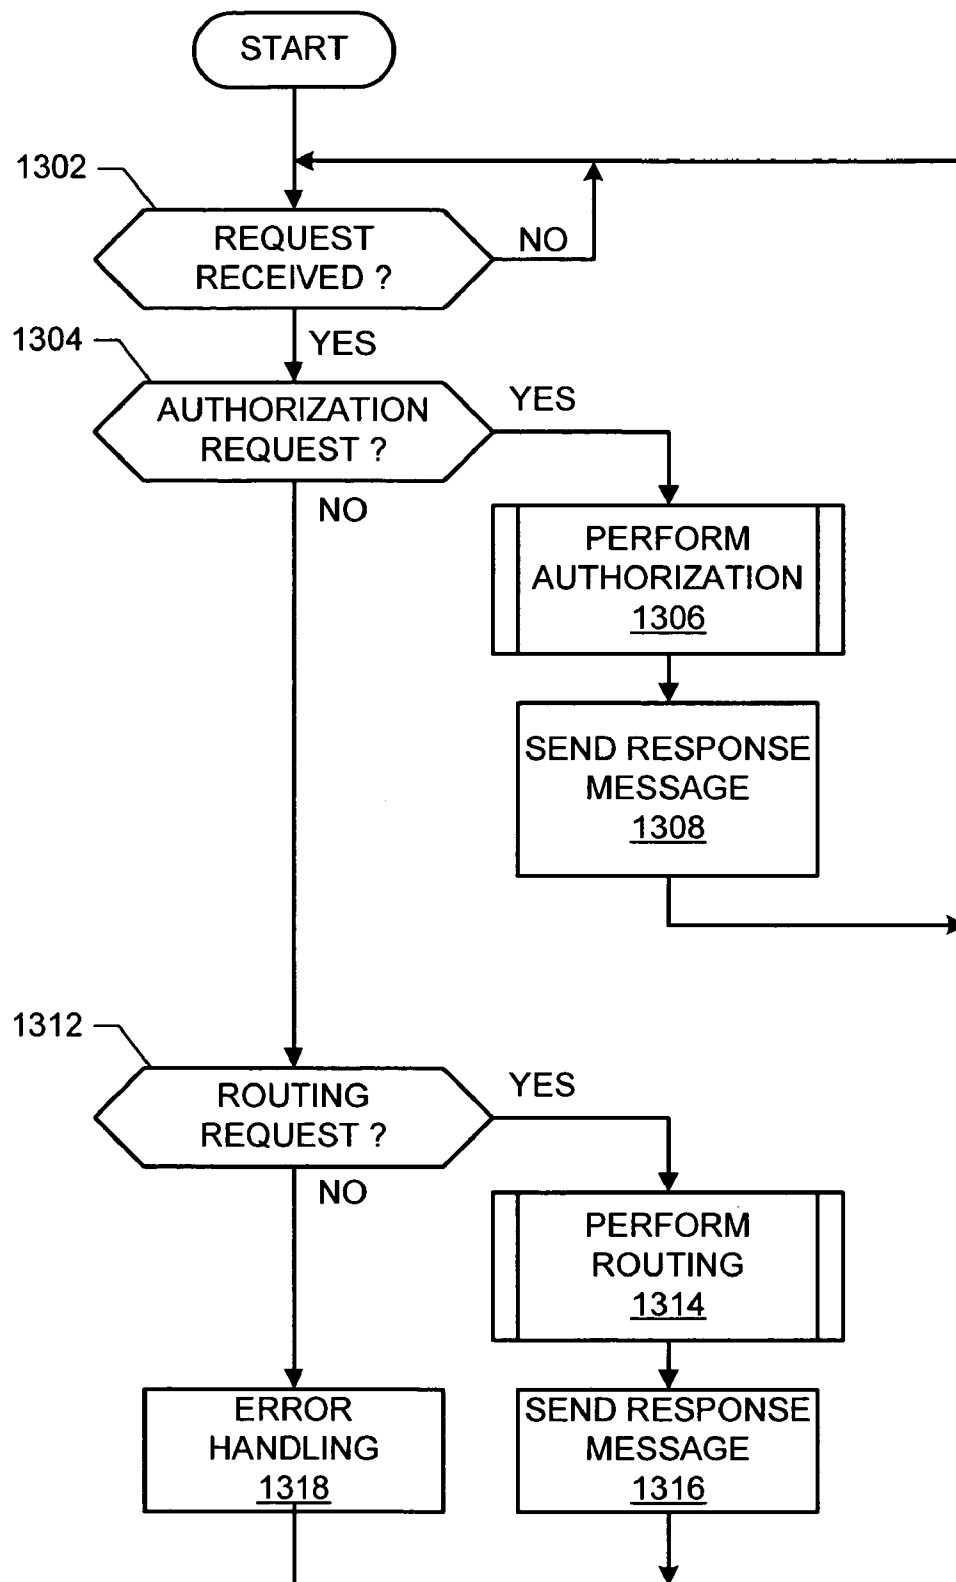 START
1302
REQUEST
RECEIVED ?
NO
YES
1304
AUTHORIZATION
REQUEST ?
YES
NO
PERFORM
AUTHORIZATION
1306
SEND RESPONSE
MESSAGE
1308
1312
ROUTING
REQUEST ?
YES
NO
PERFORM
ROUTING
1314
ERROR
HANDLING
1318
SEND RESPONSE
MESSAGE
1316